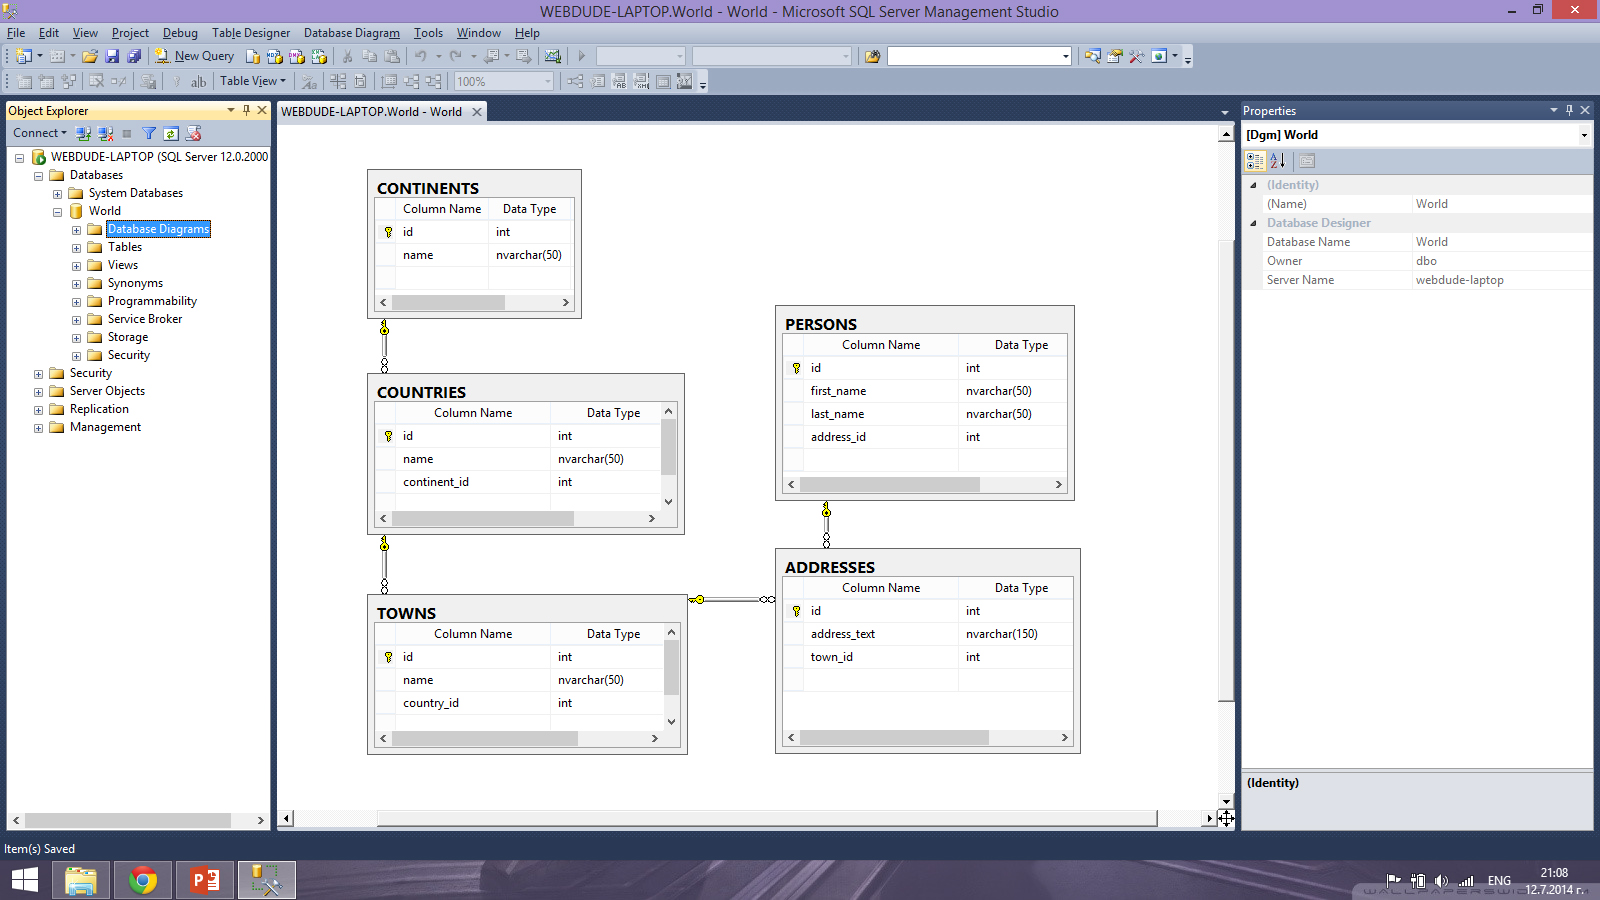 WEBDUDE-LAPTOP.World - World - Microsoft SQL Server Management Studio
File Edit View Project Debug Table Designer Database Diagram Tools Window Help
New Query
Table View 100%
Object Explorer
Connect
WEBDUDE-LAPTOP (SQL Server 12.0.2000
Databases
System Databases
World
Database Diagrams
Tables
Views
Synonyms
Programmability
Service Broker
Storage
Security
Security
Server Objects
Replication
Management
WEBDUDE-LAPTOP.World - World
CONTINENTS
Column Name Data Type
id int
name nvarchar(50)
COUNTRIES
Column Name Data Type
id int
name nvarchar(50)
continent_id int
TOWNS
Column Name Data Type
id int
name nvarchar(50)
country_id int
PERSONS
Column Name Data Type
id int
first_name nvarchar(50)
last_name nvarchar(50)
address_id int
ADDRESSES
Column Name Data Type
id int
address_text nvarchar(150)
town_id int
Properties
[Dgm] World
(Identity)
(Name) World
Database Designer
Database Name World
Owner dbo
Server Name webdude-laptop
(Identity)
Item(s) Saved
ENG
21:08
12.7.2014 г.